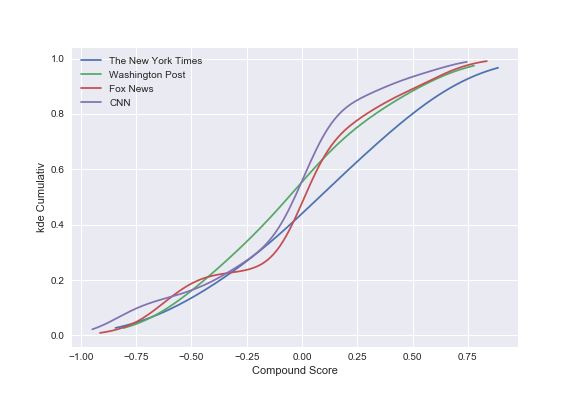 The New York Times
Washington Post
Fox News
CNN
1.0
0.8
0.6
0.4
0.2
0.0
kde Cumulativ
−1.00 −0.75 −0.50 −0.25 0.00 0.25 0.50 0.75
Compound Score